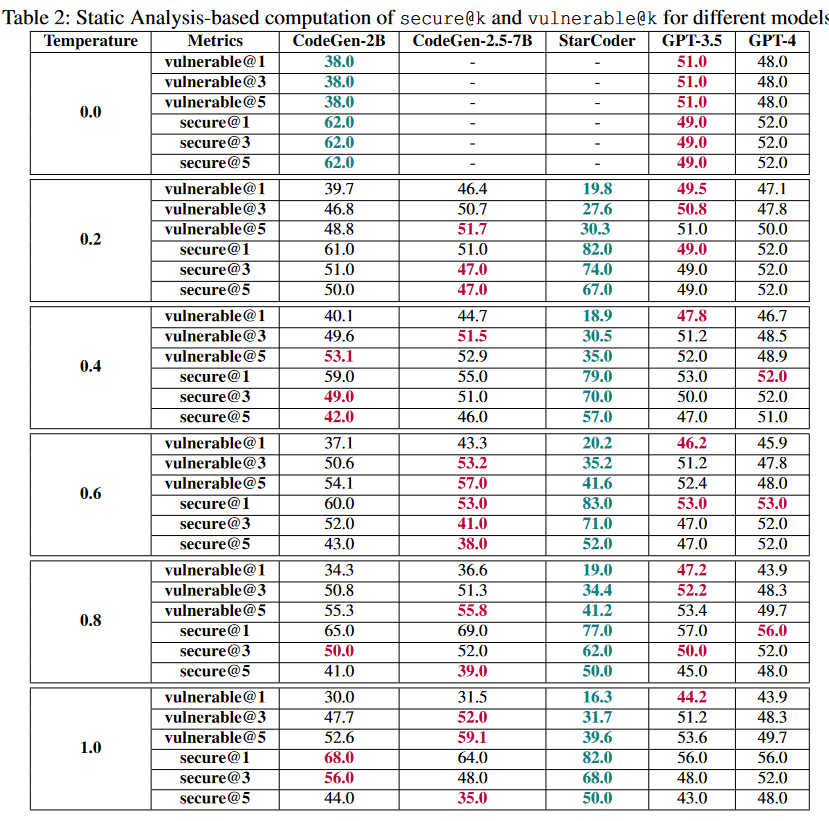 Table 2: Static Analysis-based computation of secure@k and vulnerable@k for different models
Temperature Metrics CodeGen-2B CodeGen-2.5-7B StarCoder GPT-3.5 GPT-4
0.0
vulnerable@1 38.0 - - 51.0 48.0
vulnerable@3 38.0 - - 51.0 48.0
vulnerable@5 38.0 - - 51.0 48.0
secure@1 62.0 - - 49.0 52.0
secure@3 62.0 - - 49.0 52.0
secure@5 62.0 - - 49.0 52.0
0.2
vulnerable@1 39.7 46.4 19.8 49.5 47.1
vulnerable@3 46.8 50.7 27.6 50.8 47.8
vulnerable@5 48.8 51.7 30.3 51.0 50.0
secure@1 61.0 51.0 82.0 49.0 52.0
secure@3 51.0 47.0 74.0 49.0 52.0
secure@5 50.0 47.0 67.0 49.0 52.0
0.4
vulnerable@1 40.1 44.7 18.9 47.8 46.7
vulnerable@3 49.6 51.5 30.5 51.2 48.5
vulnerable@5 53.1 52.9 35.0 52.0 48.9
secure@1 59.0 55.0 79.0 53.0 52.0
secure@3 49.0 51.0 70.0 50.0 52.0
secure@5 42.0 46.0 57.0 47.0 51.0
0.6
vulnerable@1 37.1 43.3 20.2 46.2 45.9
vulnerable@3 50.6 53.2 35.2 51.2 47.8
vulnerable@5 54.1 57.0 41.6 52.4 48.0
secure@1 60.0 53.0 83.0 53.0 53.0
secure@3 52.0 41.0 71.0 47.0 52.0
secure@5 43.0 38.0 52.0 47.0 52.0
0.8
vulnerable@1 34.3 36.6 19.0 47.2 43.9
vulnerable@3 50.8 51.3 34.4 52.2 48.3
vulnerable@5 55.3 55.8 41.2 53.4 49.7
secure@1 65.0 69.0 77.0 57.0 56.0
secure@3 50.0 52.0 62.0 50.0 52.0
secure@5 41.0 39.0 50.0 45.0 48.0
1.0
vulnerable@1 30.0 31.5 16.3 44.2 43.9
vulnerable@3 47.7 52.0 31.7 51.2 48.3
vulnerable@5 52.6 59.1 39.6 53.6 49.7
secure@1 68.0 64.0 82.0 56.0 56.0
secure@3 56.0 48.0 68.0 48.0 52.0
secure@5 44.0 35.0 50.0 43.0 48.0